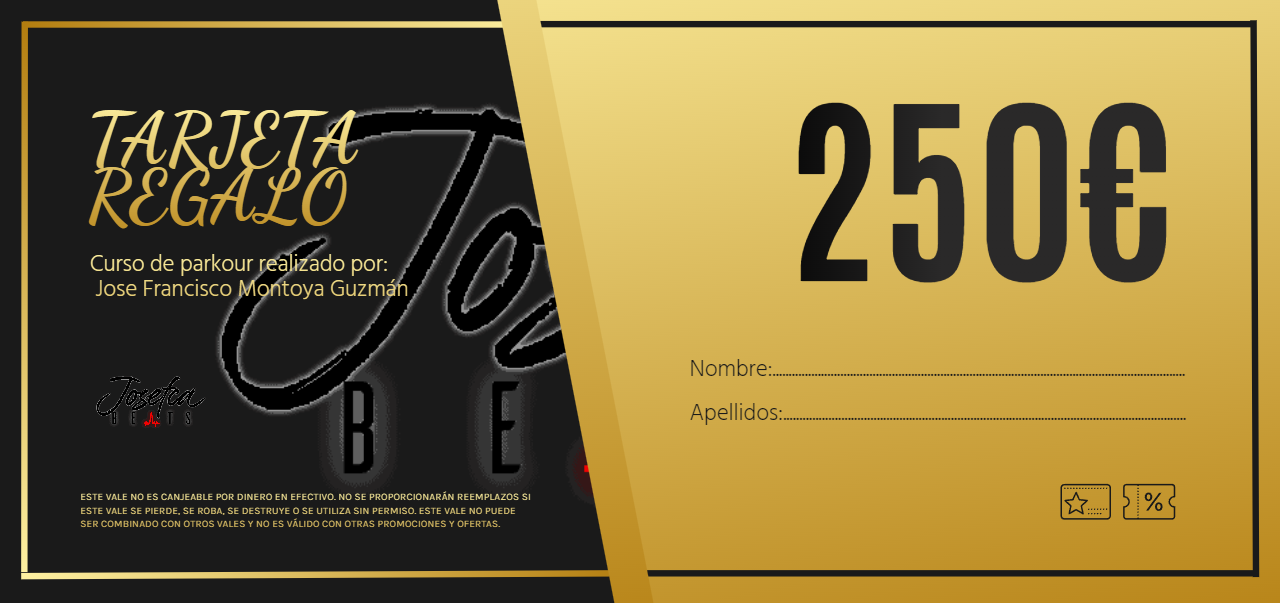 TARJETA
REGALO
Curso de parkour realizado por:
Jose Francisco Montoya Guzmán
Josefra
BEATS
B E
ESTE VALE NO ES CANJEABLE POR DINERO EN EFECTIVO. NO SE PROPORCIONARÁN REEMPLAZOS SI
ESTE VALE SE PIERDE, SE ROBA, SE DESTRUYE O SE UTILIZA SIN PERMISO. ESTE VALE NO PUEDE
SER COMBINADO CON OTROS VALES Y NO ES VÁLIDO CON OTRAS PROMOCIONES Y OFERTAS.
250€
Nombre:
Apellidos:
%